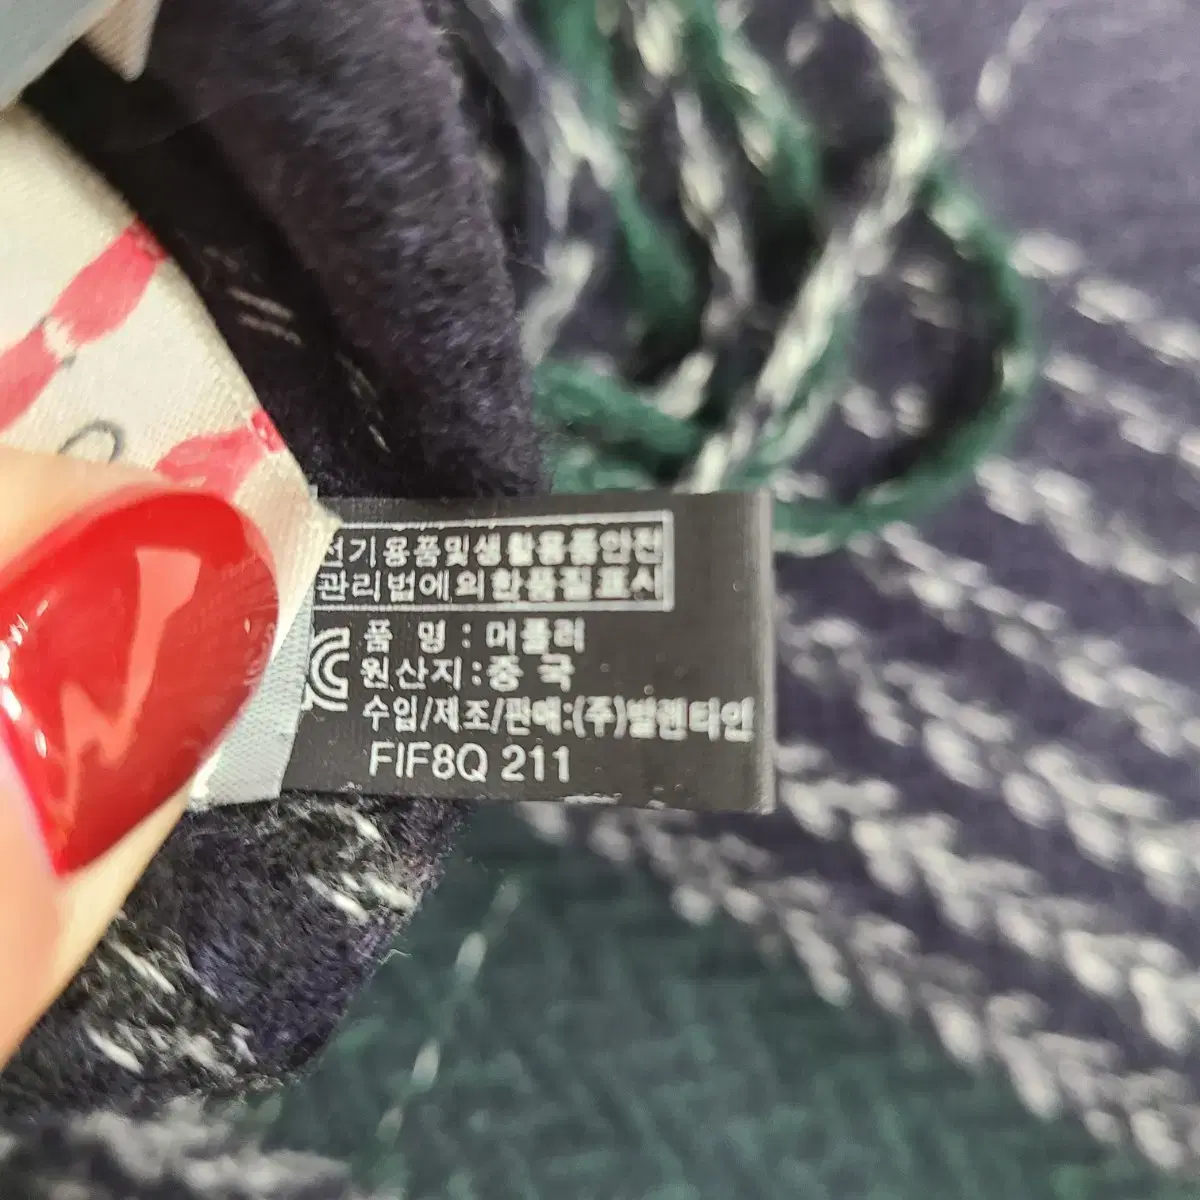 전기용품및생활용품안전
관리법에의한품질표시
품 명 : 머플러
원산지 : 중 국
수입/제조/판매:(주)발렌타인
FIF8Q 211